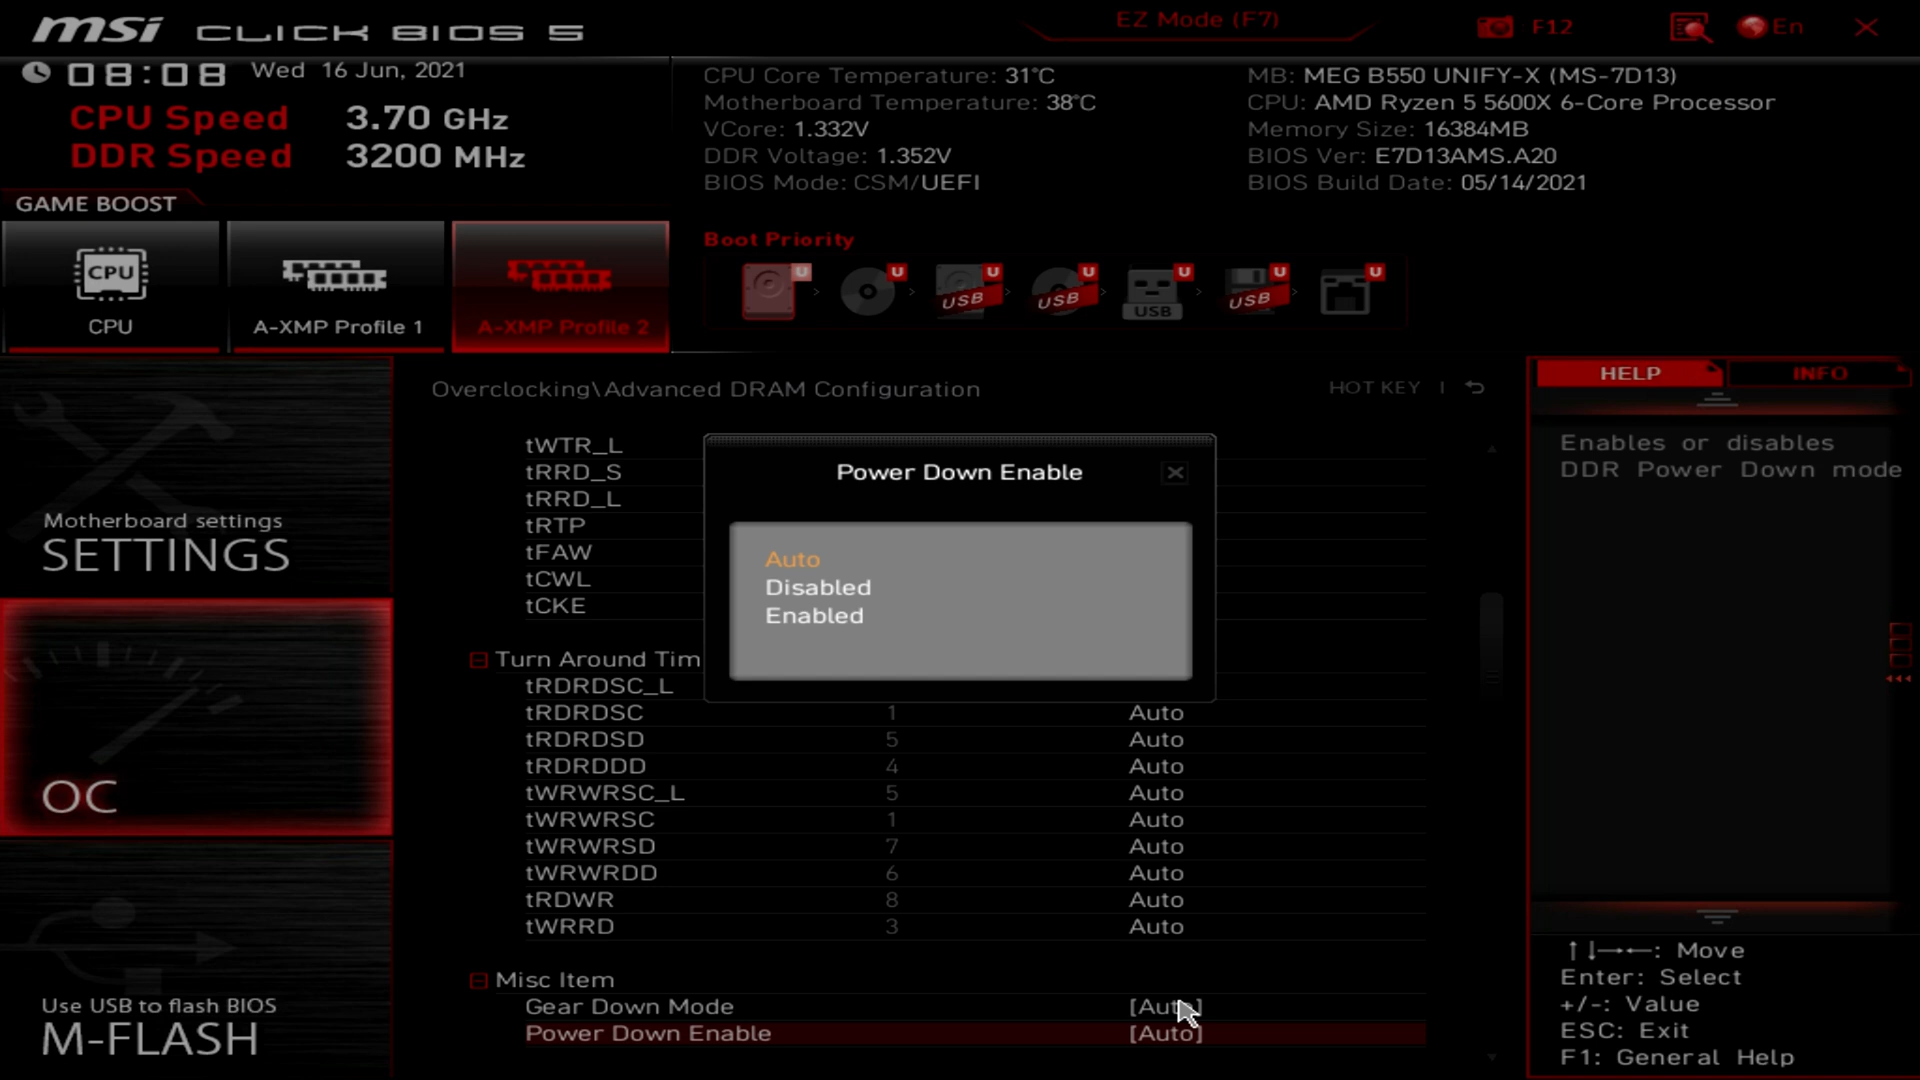 msi CLICK BIOS 5
EZ Mode (F7)
F12
En
08:08 Wed 16 Jun, 2021
CPU Speed 3.70 GHz
DDR Speed 3200 MHz
CPU Core Temperature: 31°C
Motherboard Temperature: 38°C
VCore: 1.332V
DDR Voltage: 1.352V
BIOS Mode: CSM/UEFI
MB: MEG B550 UNIFY-X (MS-7D13)
CPU: AMD Ryzen 5 5600X 6-Core Processor
Memory Size: 16384MB
BIOS Ver: E7D13AMS.A20
BIOS Build Date: 05/14/2021
GAME BOOST
CPU
CPU
A-XMP Profile 1
A-XMP Profile 2
Boot Priority
U U U U U U U
USB USB USB USB
Motherboard settings
SETTINGS
OC
Use USB to flash BIOS
M-FLASH
Overclocking\Advanced DRAM Configuration
HOT KEY |
tWTR_L
tRRD_S
tRRD_L
tRTP
tFAW
tCWL
tCKE
Turn Around Tim
tRDRDSC_L
tRDRDSC 1 Auto
tRDRDSD 5 Auto
tRDRDDD 4 Auto
tWRWRSC_L 5 Auto
tWRWRSC 1 Auto
tWRWRSD 7 Auto
tWRWRDD 6 Auto
tRDWR 8 Auto
tWRRD 3 Auto
Misc Item
Gear Down Mode [Auto]
Power Down Enable [Auto]
Power Down Enable
Auto
Disabled
Enabled
HELP
INFO
Enables or disables
DDR Power Down mode
↑↓→←: Move
Enter: Select
+/-: Value
ESC: Exit
F1: General Help